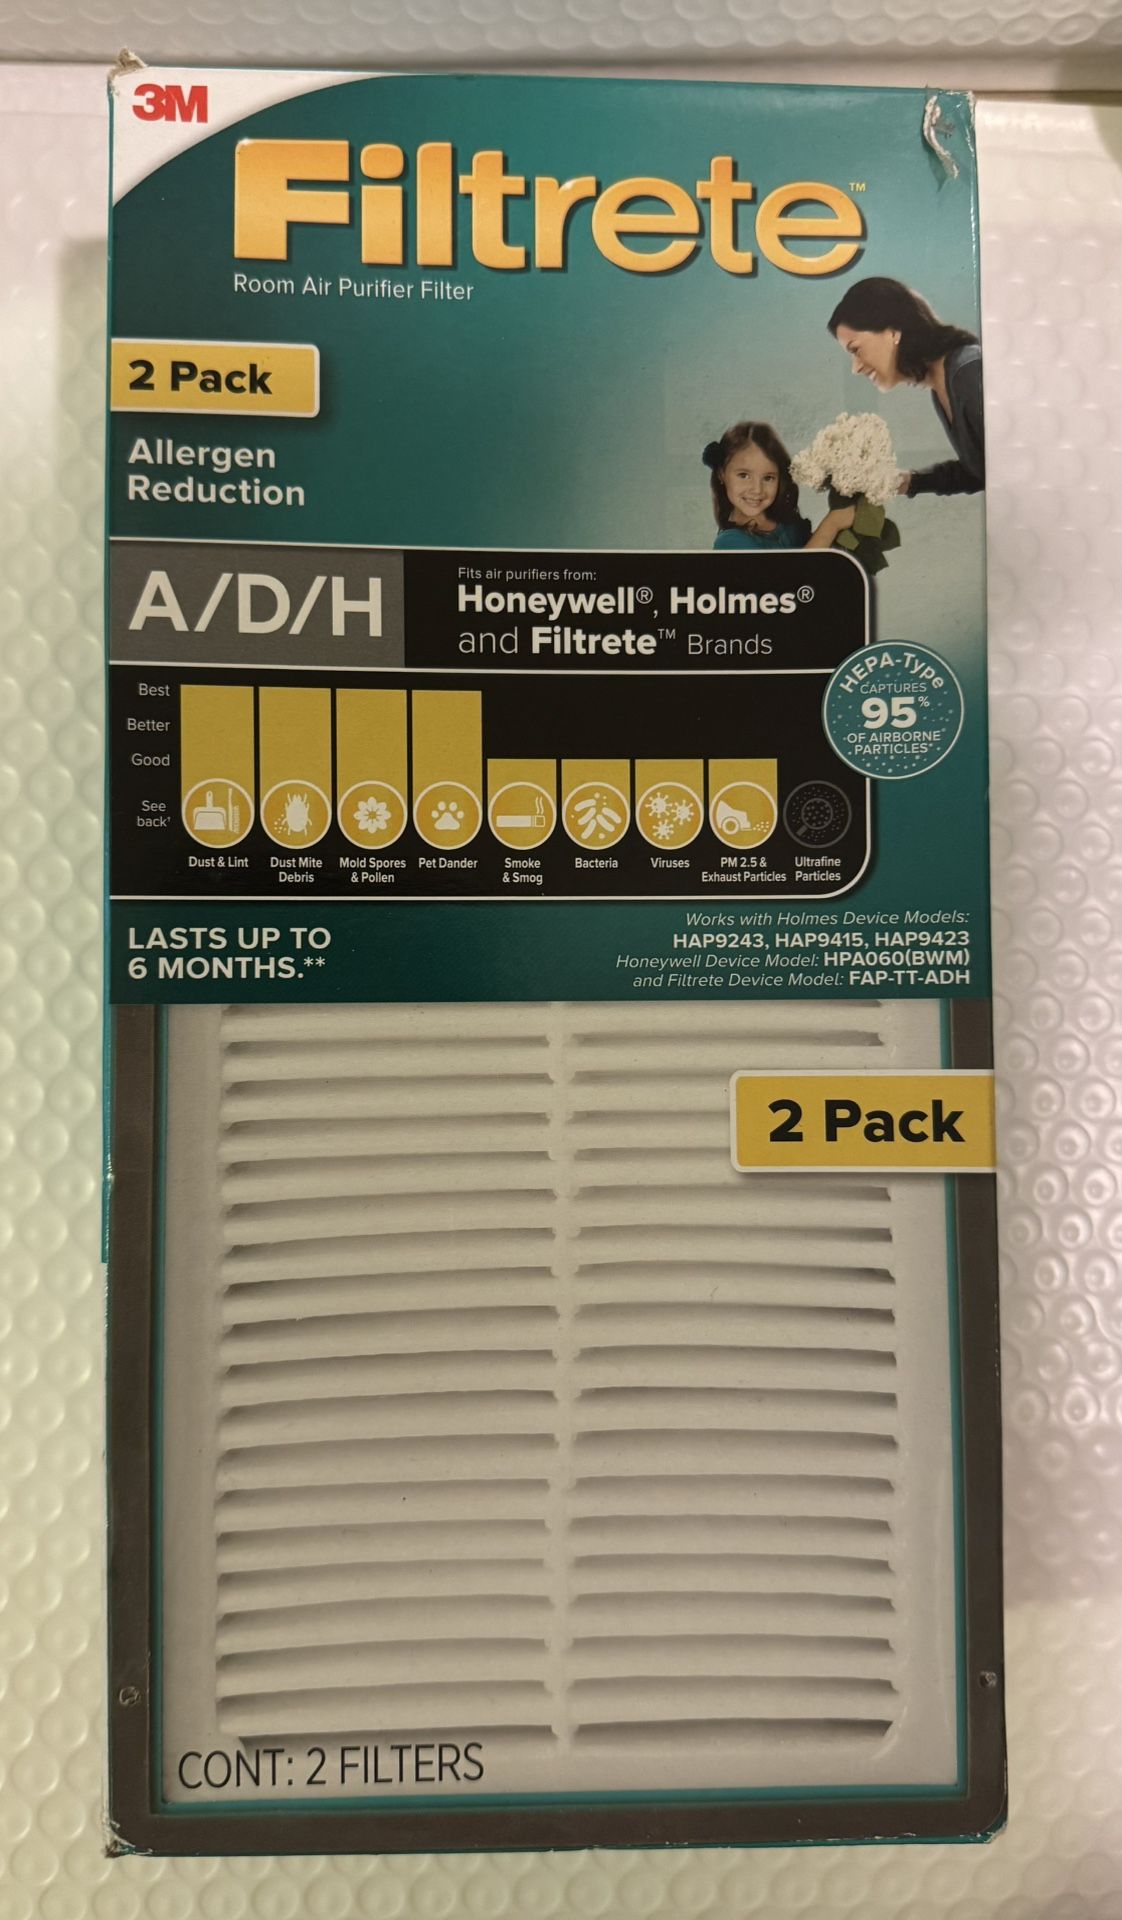 3M
Filtrete™
Room Air Purifier Filter
2 Pack
Allergen
Reduction
A/D/H
Fits air purifiers from:
Honeywell®, Holmes®
and Filtrete™ Brands
HEPA-Type
CAPTURES
95%
OF AIRBORNE
PARTICLES*
Best
Better
Good
See
back†
Dust & Lint
Dust Mite
Debris
Mold Spores
& Pollen
Pet Dander
Smoke
& Smog
Bacteria
Viruses
PM 2.5 &
Exhaust Particles
Ultrafine
Particles
LASTS UP TO
6 MONTHS.**
Works with Holmes Device Models:
HAP9243, HAP9415, HAP9423
Honeywell Device Model: HPA060(BWM)
and Filtrete Device Model: FAP-TT-ADH
2 Pack
CONT: 2 FILTERS